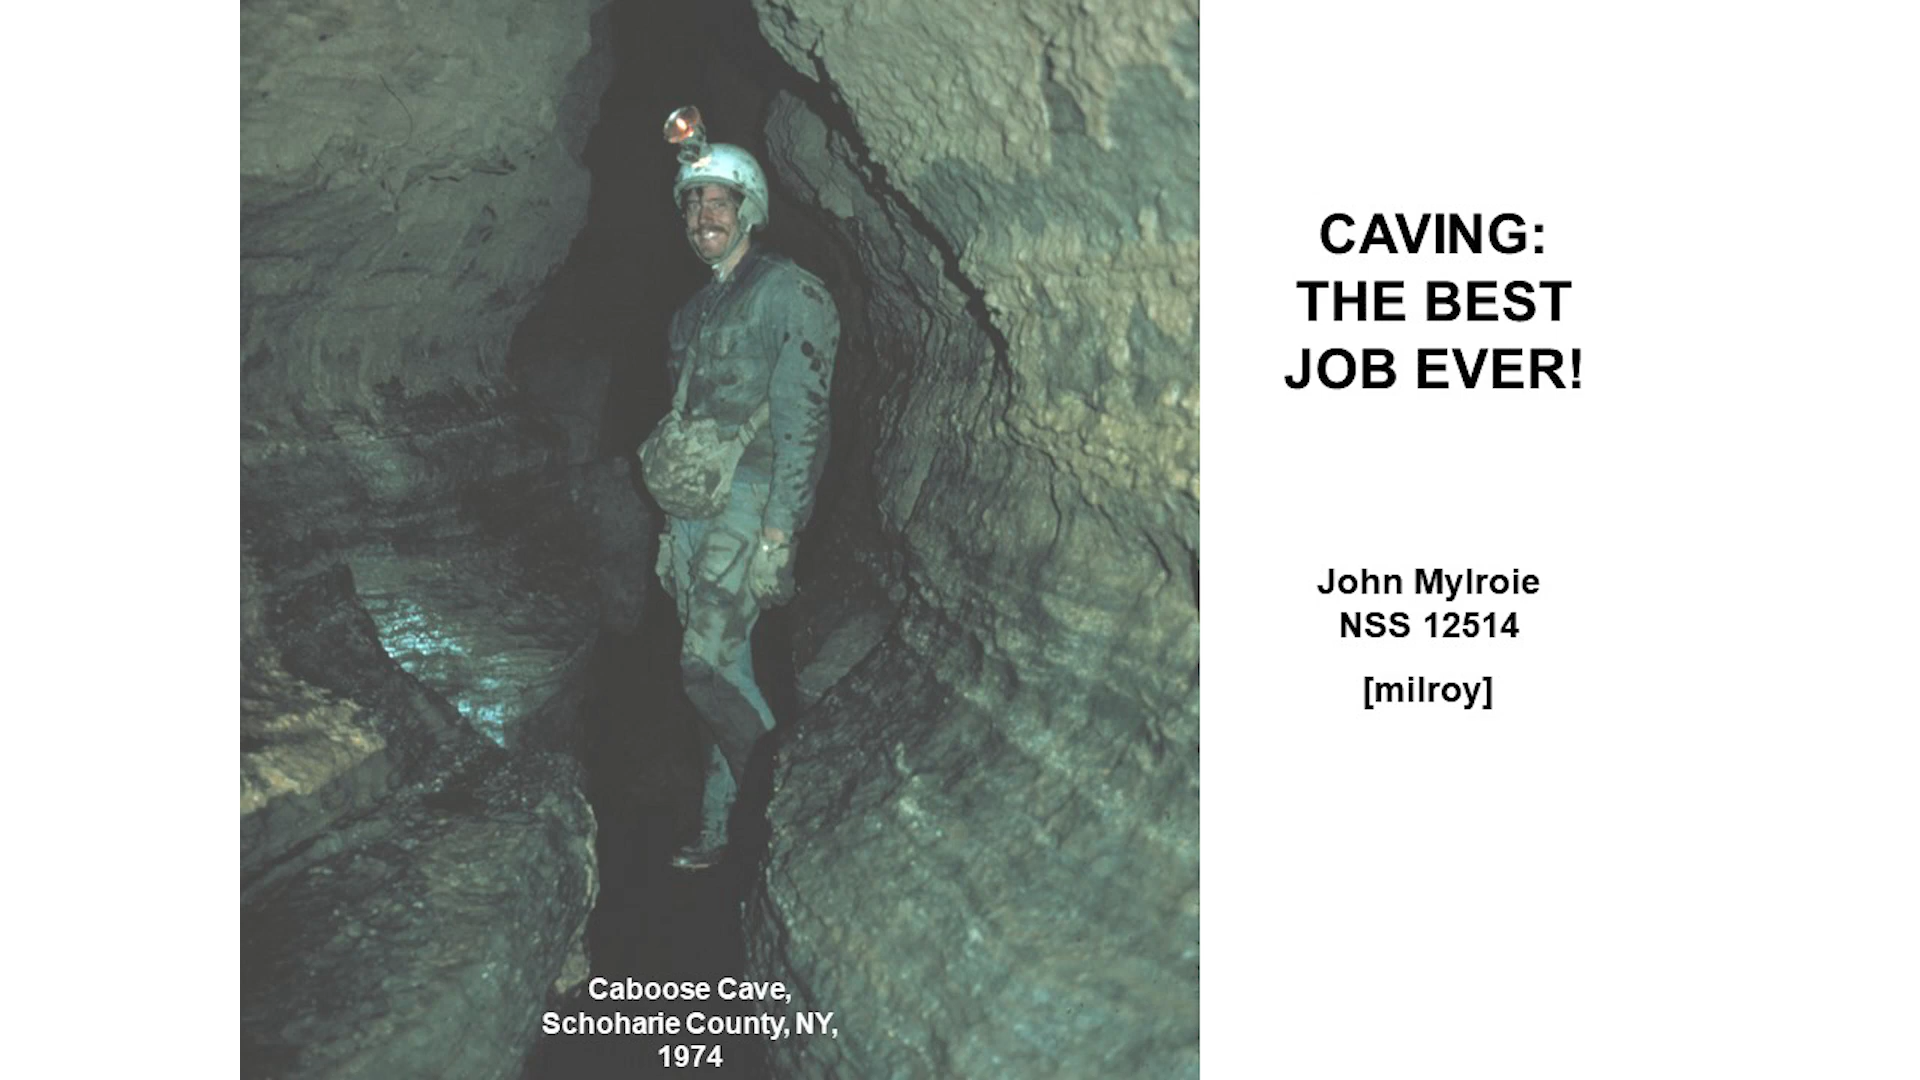 CAVING:
THE BEST
JOB EVER!
John Mylroie
NSS 12514
[milroy]
Caboose Cave,
Schoharie County, NY,
1974